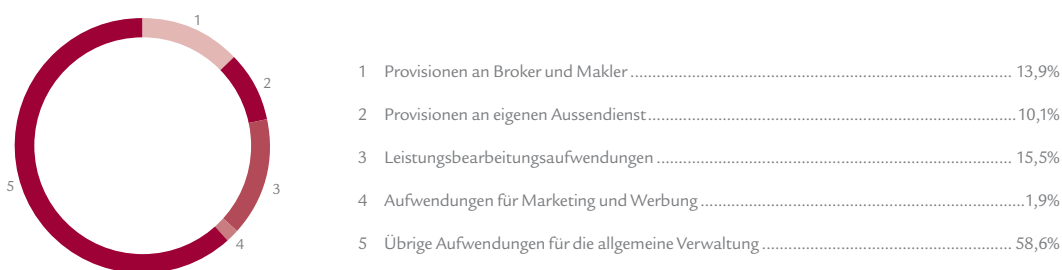 1
2
3
4
5
1 Provisionen an Broker und Makler 13,9%
2 Provisionen an eigenen Aussendienst 10,1%
3 Leistungsbearbeitungsaufwendungen 15,5%
4 Aufwendungen für Marketing und Werbung 1,9%
5 Übrige Aufwendungen für die allgemeine Verwaltung 58,6%